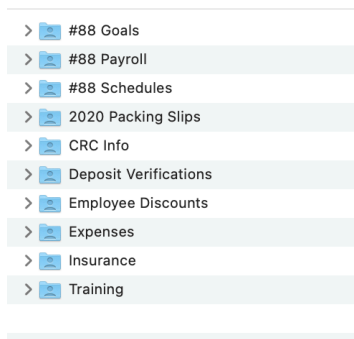 #88 Goals
#88 Payroll
#88 Schedules
2020 Packing Slips
CRC Info
Deposit Verifications
Employee Discounts
Expenses
Insurance
Training